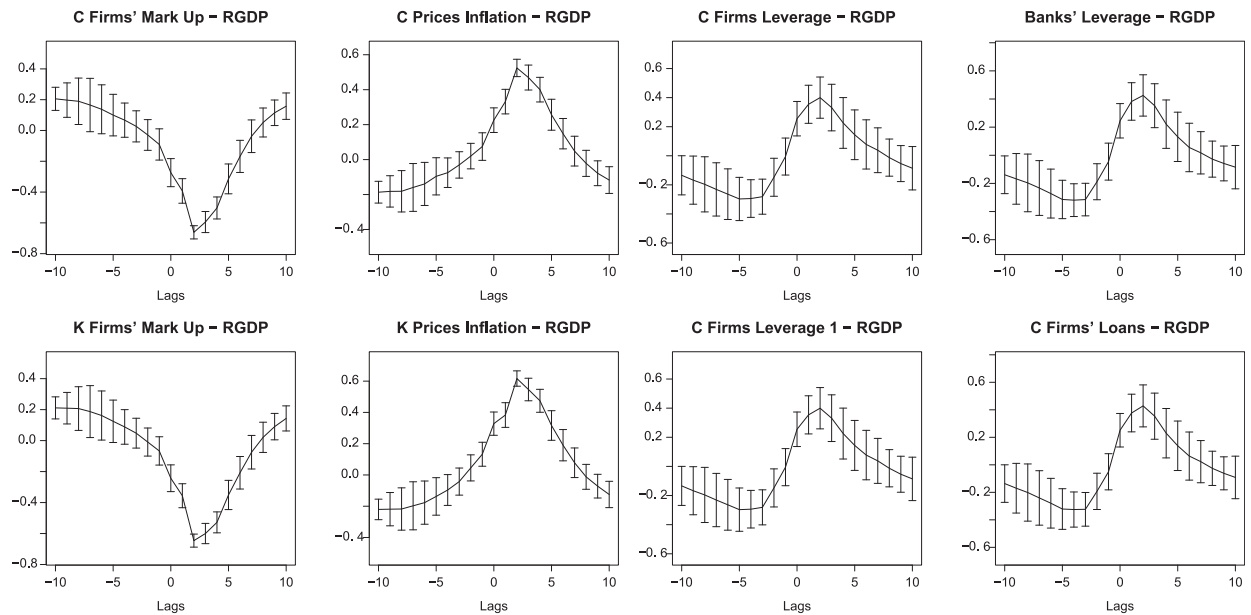 C Firms’ Mark Up − RGDP
0.4
0.2
0.0
−0.4
−0.8
−10 −5 0 5 10
Lags
C Prices Inflation − RGDP
0.6
0.4
0.0
−0.4
−10 −5 0 5 10
Lags
C Firms Leverage − RGDP
0.6
0.4
0.2
−0.2
−0.6
−10 −5 0 5 10
Lags
Banks’ Leverage − RGDP
0.6
0.4
0.2
−0.2
−0.6
−10 −5 0 5 10
Lags
K Firms’ Mark Up − RGDP
0.4
0.2
0.0
−0.4
−0.8
−10 −5 0 5 10
Lags
K Prices Inflation − RGDP
0.6
0.4
0.0
−0.4
−10 −5 0 5 10
Lags
C Firms Leverage 1 − RGDP
0.6
0.4
0.2
−0.2
−0.6
−10 −5 0 5 10
Lags
C Firms’ Loans − RGDP
0.6
0.4
0.2
−0.2
−0.6
−10 −5 0 5 10
Lags